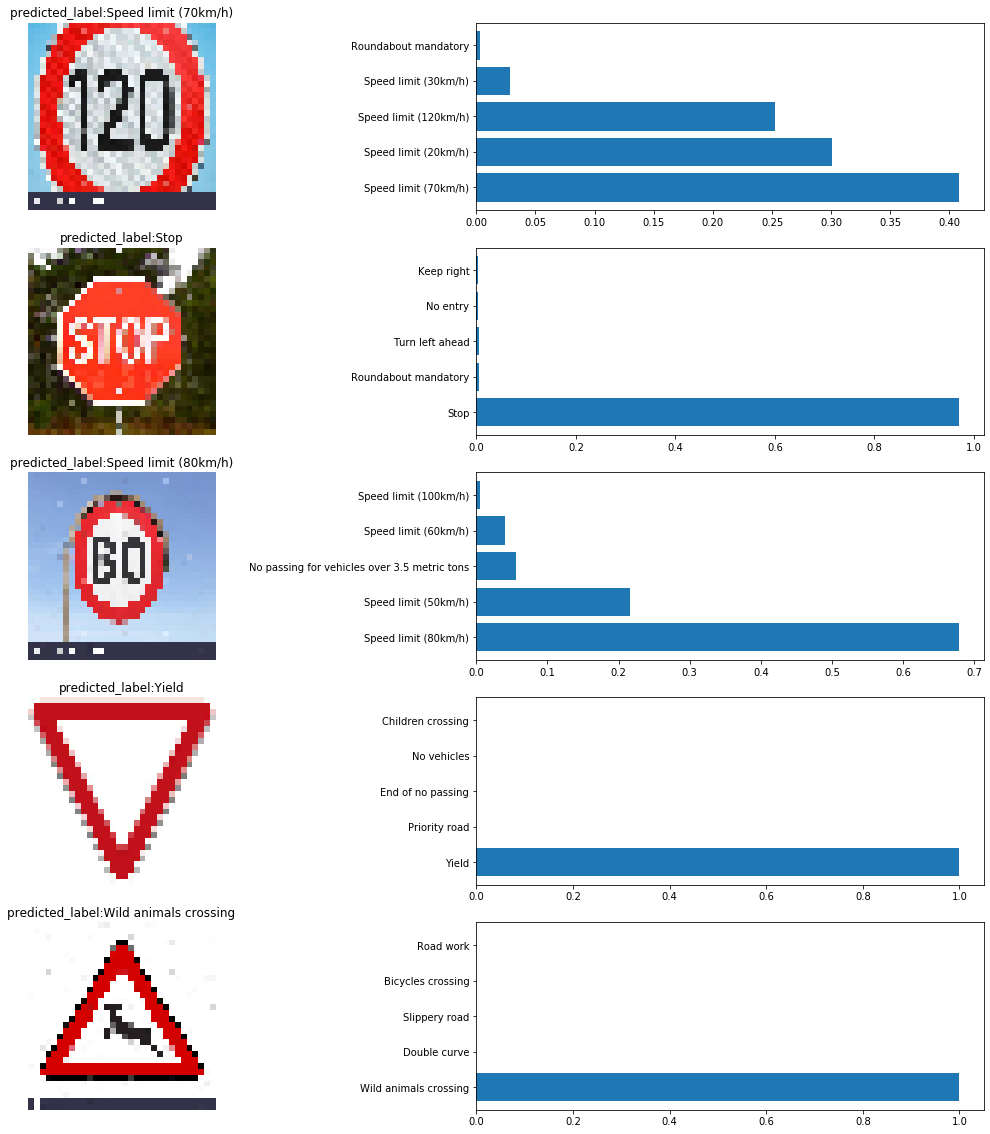 predicted_label:Speed limit (70km/h)
120
Roundabout mandatory
Speed limit (30km/h)
Speed limit (120km/h)
Speed limit (20km/h)
Speed limit (70km/h)
0.00 0.05 0.10 0.15 0.20 0.25 0.30 0.35 0.40
predicted_label:Stop
STOP
Keep right
No entry
Turn left ahead
Roundabout mandatory
Stop
0.0 0.2 0.4 0.6 0.8 1.0
predicted_label:Speed limit (80km/h)
80
Speed limit (100km/h)
Speed limit (60km/h)
No passing for vehicles over 3.5 metric tons
Speed limit (50km/h)
Speed limit (80km/h)
0.0 0.1 0.2 0.3 0.4 0.5 0.6 0.7
predicted_label:Yield
Children crossing
No vehicles
End of no passing
Priority road
Yield
0.0 0.2 0.4 0.6 0.8 1.0
predicted_label:Wild animals crossing
Road work
Bicycles crossing
Slippery road
Double curve
Wild animals crossing
0.0 0.2 0.4 0.6 0.8 1.0